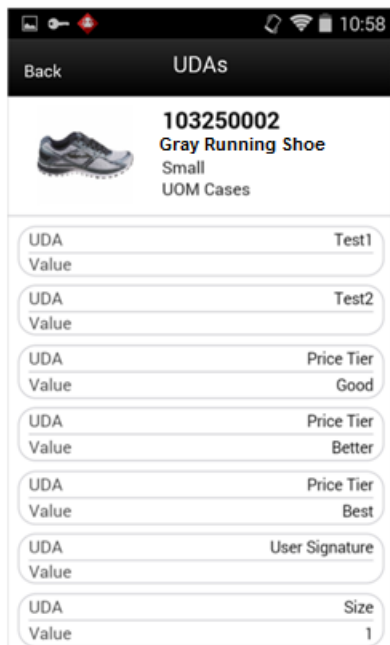 10:58
Back UDAs
103250002
Gray Running Shoe
Small
UOM Cases
UDA Test1
Value
UDA Test2
Value
UDA Price Tier
Value Good
UDA Price Tier
Value Better
UDA Price Tier
Value Best
UDA User Signature
Value
UDA Size
Value 1